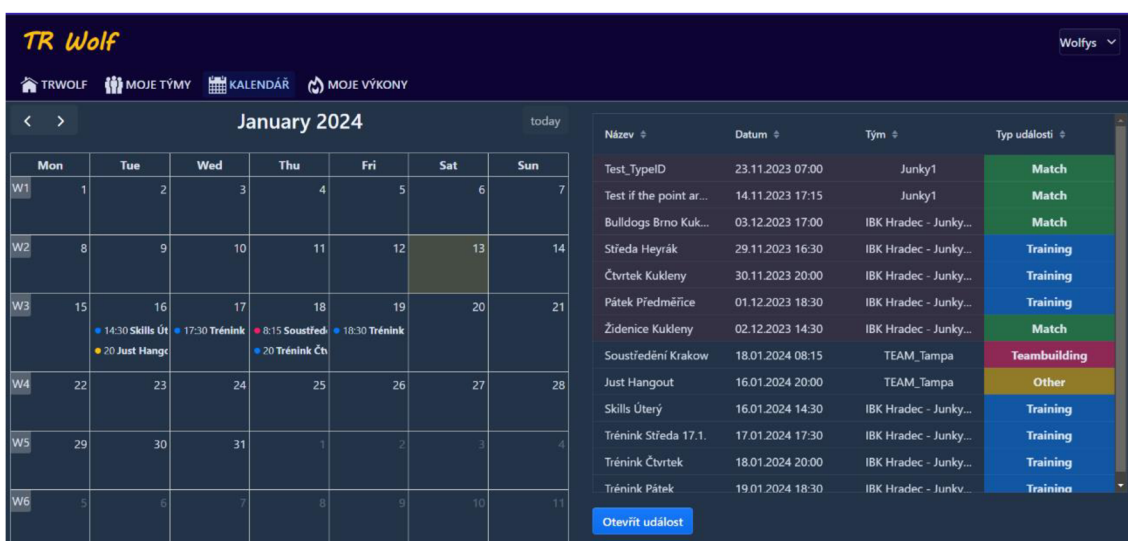 TR Wolf
Wolfys
TRWOLF MOJE TÝMY KALENDÁŘ MOJE VÝKONY
January 2024 today
Mon Tue Wed Thu Fri Sat Sun
W1 1 2 3 4 5 6 7
W2 8 9 10 11 12 13 14
W3 15 16 17 18 19 20 21
14:30 Skills Út 17:30 Trénink 8:15 Soustřed 18:30 Trénink
20 Just Hango 20 Trénink Čtv
W4 22 23 24 25 26 27 28
W5 29 30 31 1 2 3 4
W6 5 6 7 8 9 10 11
Název Datum Tým Typ události
Test_TypeID 23.11.2023 07:00 Junky1 Match
Test if the point ar... 14.11.2023 17:15 Junky1 Match
Bulldogs Brno Kuk... 03.12.2023 17:00 IBK Hradec - Junky... Match
Středa Heyrák 29.11.2023 16:30 IBK Hradec - Junky... Training
Čtvrtek Kukleny 30.11.2023 20:00 IBK Hradec - Junky... Training
Pátek Předměřice 01.12.2023 18:30 IBK Hradec - Junky... Training
Židenice Kukleny 02.12.2023 14:30 IBK Hradec - Junky... Match
Soustředění Krakow 18.01.2024 08:15 TEAM_Tampa Teambuilding
Just Hangout 16.01.2024 20:00 TEAM_Tampa Other
Skills Úterý 16.01.2024 14:30 IBK Hradec - Junky... Training
Trénink Středa 17.1. 17.01.2024 17:30 IBK Hradec - Junky... Training
Trénink Čtvrtek 18.01.2024 20:00 IBK Hradec - Junky... Training
Trénink Pátek 19.01.2024 18:30 IBK Hradec - Junky... Training
Otevřít událost